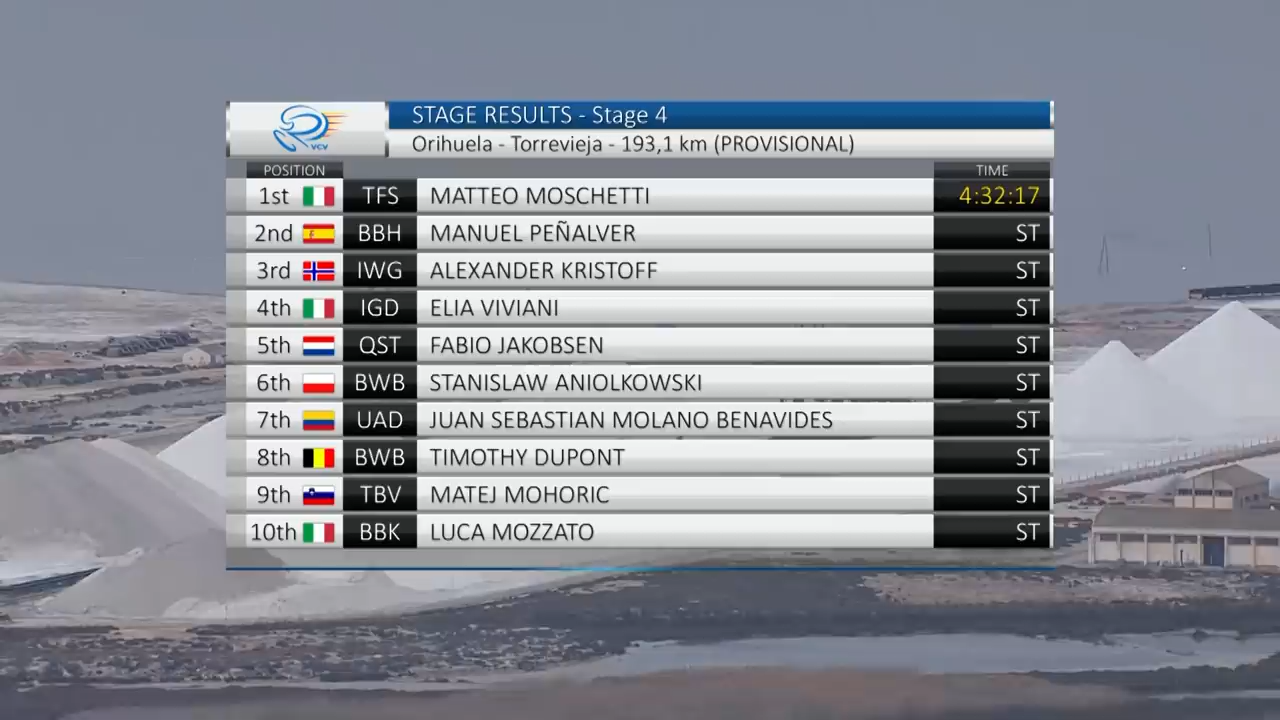 VCV
STAGE RESULTS - Stage 4
Orihuela - Torrevieja - 193,1 km (PROVISIONAL)
POSITION TIME
1st TFS MATTEO MOSCHETTI 4:32:17
2nd BBH MANUEL PEÑALVER ST
3rd IWG ALEXANDER KRISTOFF ST
4th IGD ELIA VIVIANI ST
5th QST FABIO JAKOBSEN ST
6th BWB STANISLAW ANIOLKOWSKI ST
7th UAD JUAN SEBASTIAN MOLANO BENAVIDES ST
8th BWB TIMOTHY DUPONT ST
9th TBV MATEJ MOHORIC ST
10th BBK LUCA MOZZATO ST